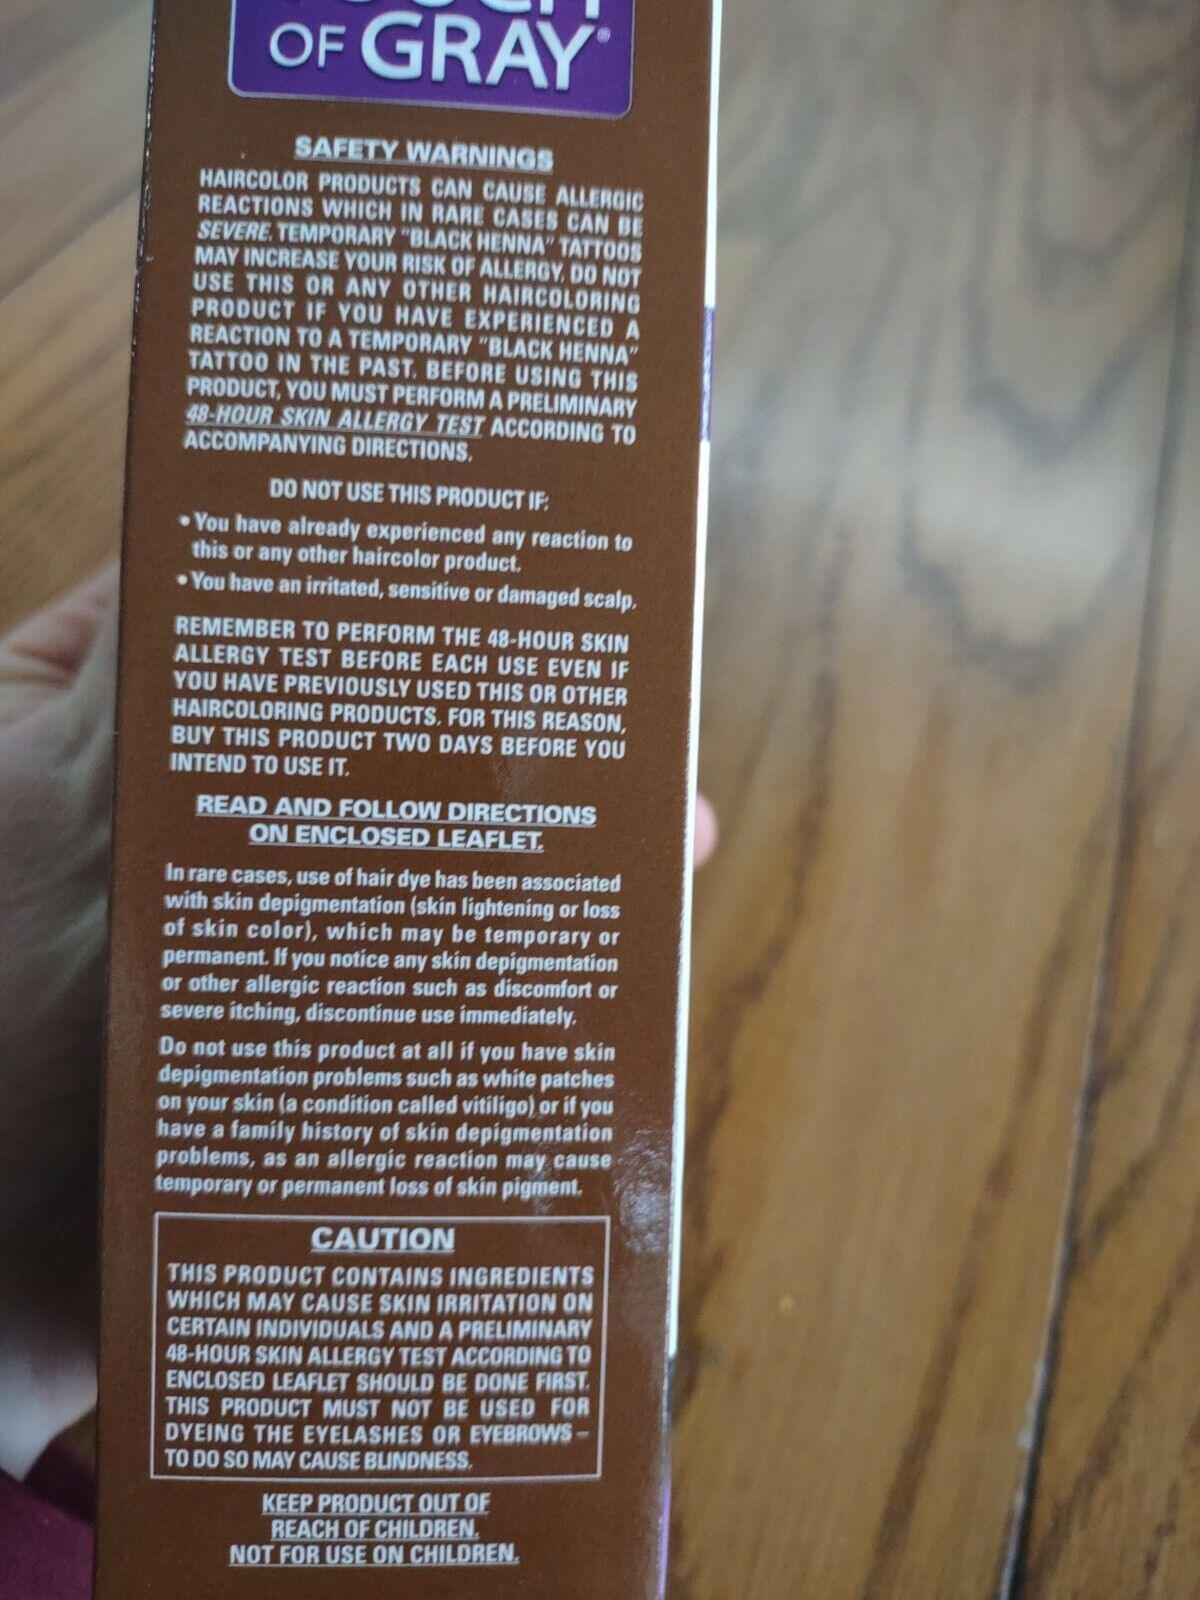 OF GRAY®
SAFETY WARNINGS
HAIRCOLOR PRODUCTS CAN CAUSE ALLERGIC
REACTIONS WHICH IN RARE CASES CAN BE
SEVERE. TEMPORARY "BLACK HENNA" TATTOOS
MAY INCREASE YOUR RISK OF ALLERGY. DO NOT
USE THIS OR ANY OTHER HAIRCOLORING
PRODUCT IF YOU HAVE EXPERIENCED A
REACTION TO A TEMPORARY "BLACK HENNA"
TATTOO IN THE PAST. BEFORE USING THIS
PRODUCT, YOU MUST PERFORM A PRELIMINARY
48-HOUR SKIN ALLERGY TEST ACCORDING TO
ACCOMPANYING DIRECTIONS.
DO NOT USE THIS PRODUCT IF:
• You have already experienced any reaction to
this or any other haircolor product.
• You have an irritated, sensitive or damaged scalp.
REMEMBER TO PERFORM THE 48-HOUR SKIN
ALLERGY TEST BEFORE EACH USE EVEN IF
YOU HAVE PREVIOUSLY USED THIS OR OTHER
HAIRCOLORING PRODUCTS. FOR THIS REASON,
BUY THIS PRODUCT TWO DAYS BEFORE YOU
INTEND TO USE IT.
READ AND FOLLOW DIRECTIONS
ON ENCLOSED LEAFLET.
In rare cases, use of hair dye has been associated
with skin depigmentation (skin lightening or loss
of skin color), which may be temporary or
permanent. If you notice any skin depigmentation
or other allergic reaction such as discomfort or
severe itching, discontinue use immediately.
Do not use this product at all if you have skin
depigmentation problems such as white patches
on your skin (a condition called vitiligo) or if you
have a family history of skin depigmentation
problems, as an allergic reaction may cause
temporary or permanent loss of skin pigment.
CAUTION
THIS PRODUCT CONTAINS INGREDIENTS
WHICH MAY CAUSE SKIN IRRITATION ON
CERTAIN INDIVIDUALS AND A PRELIMINARY
48-HOUR SKIN ALLERGY TEST ACCORDING TO
ENCLOSED LEAFLET SHOULD BE DONE FIRST.
THIS PRODUCT MUST NOT BE USED FOR
DYEING THE EYELASHES OR EYEBROWS –
TO DO SO MAY CAUSE BLINDNESS.
KEEP PRODUCT OUT OF
REACH OF CHILDREN.
NOT FOR USE ON CHILDREN.